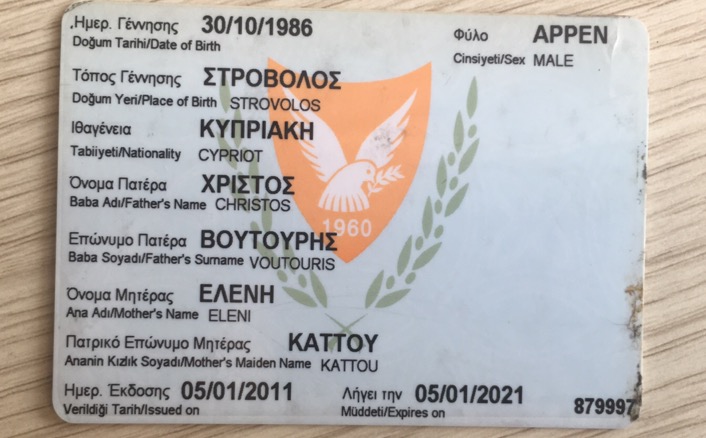 Ημερ. Γέννησης 30/10/1986 Φύλο ΑΡΡΕΝ
Doğum Tarihi/Date of Birth Cinsiyeti/Sex MALE
Τόπος Γέννησης ΣΤΡΟΒΟΛΟΣ
Doğum Yeri/Place of Birth STROVOLOS
Ιθαγένεια ΚΥΠΡΙΑΚΗ
Tabiiyeti/Nationality CYPRIOT
Όνομα Πατέρα ΧΡΙΣΤΟΣ
Baba Adı/Father's Name CHRISTOS
1960
Επώνυμο Πατέρα ΒΟΥΤΟΥΡΗΣ
Baba Soyadı/Father's Surname VOUTOURIS
Όνομα Μητέρας ΕΛΕΝΗ
Ana Adı/Mother's Name ELENI
Πατρικό Επώνυμο Μητέρας ΚΑΤΤΟΥ
Ananin Kızlık Soyadı/Mother's Maiden Name KATTOU
Ημερ. Έκδοσης 05/01/2011 Λήγει την 05/01/2021
Verildiği Tarih/Issued on Müddeti/Expires on 879997